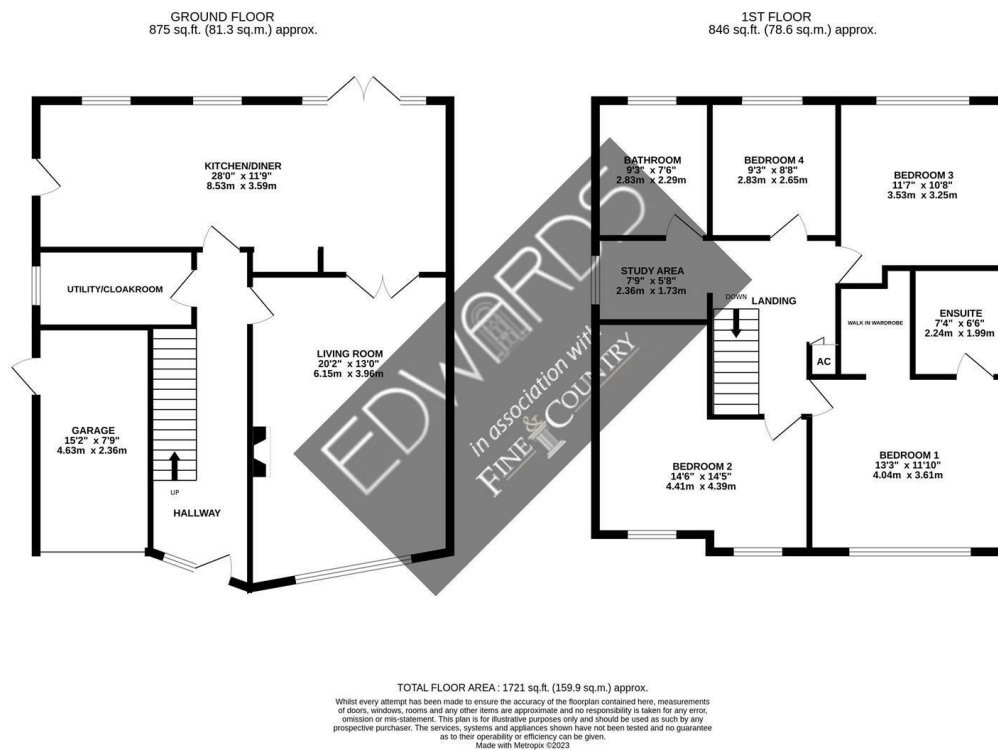 GROUND FLOOR
875 sq.ft. (81.3 sq.m.) approx.
KITCHEN/DINER
28'0" x 11'9"
8.53m x 3.59m
UTILITY/CLOAKROOM
LIVING ROOM
20'2" x 13'0"
6.15m x 3.96m
GARAGE
15'2" x 7'9"
4.63m x 2.36m
UP
HALLWAY
1ST FLOOR
846 sq.ft. (78.6 sq.m.) approx.
BATHROOM
9'3" x 7'6"
2.83m x 2.29m
BEDROOM 4
9'3" x 8'8"
2.83m x 2.65m
BEDROOM 3
11'7" x 10'8"
3.53m x 3.25m
STUDY AREA
7'9" x 5'8"
2.36m x 1.73m
DOWN
LANDING
WALK IN WARDROBE
ENSUITE
7'4" x 6'6"
2.24m x 1.99m
AC
BEDROOM 2
14'6" x 14'5"
4.41m x 4.39m
BEDROOM 1
13'3" x 11'10"
4.04m x 3.61m
EDWARDS
in association with
FINE & COUNTRY
TOTAL FLOOR AREA : 1721 sq.ft. (159.9 sq.m.) approx.
Whilst every attempt has been made to ensure the accuracy of the floorplan contained here, measurements
of doors, windows, rooms and any other items are approximate and no responsibility is taken for any error,
omission or mis-statement. This plan is for illustrative purposes only and should be used as such by any
prospective purchaser. The services, systems and appliances shown have not been tested and no guarantee
as to their operability or efficiency can be given.
Made with Metropix ©2023